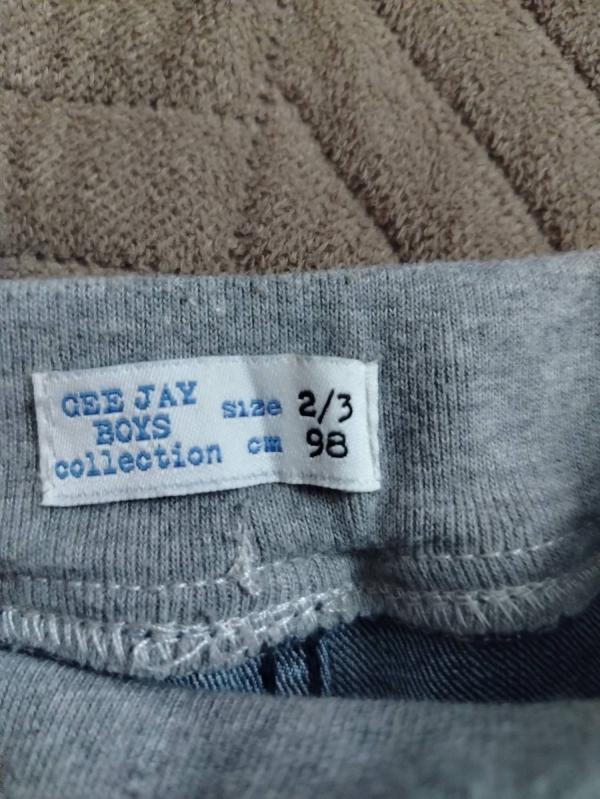 GEE JAY
BOYS
collection
size 2/3
cm 98